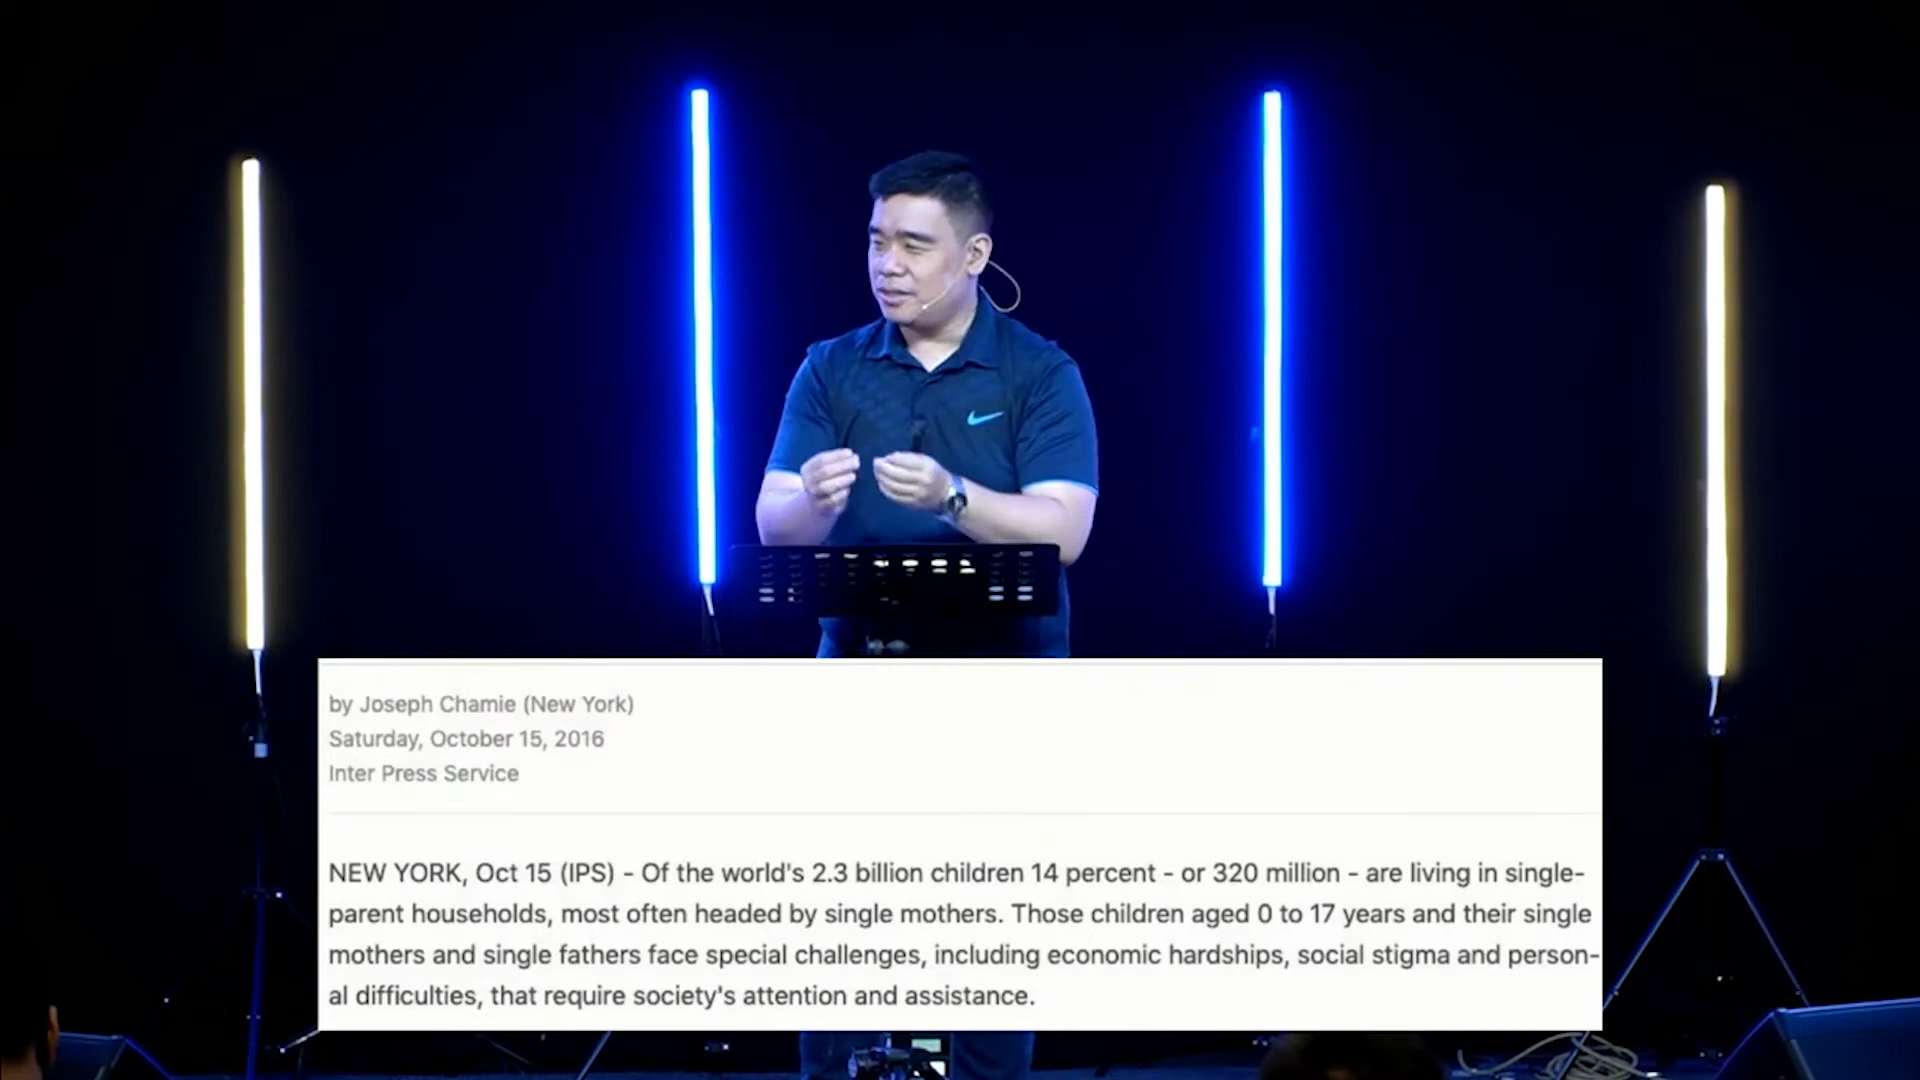 by Joseph Chamie (New York)
Saturday, October 15, 2016
Inter Press Service
NEW YORK, Oct 15 (IPS) - Of the world's 2.3 billion children 14 percent - or 320 million - are living in single-
parent households, most often headed by single mothers. Those children aged 0 to 17 years and their single
mothers and single fathers face special challenges, including economic hardships, social stigma and person-
al difficulties, that require society's attention and assistance.